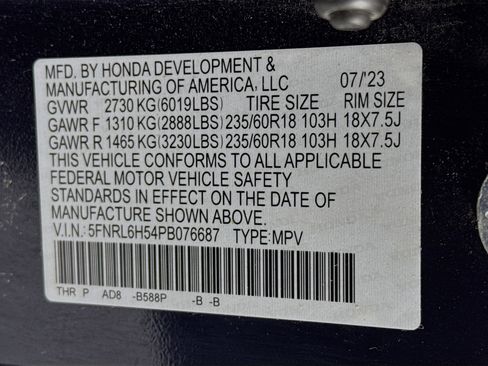 MFD. BY HONDA DEVELOPMENT &
MANUFACTURING OF AMERICA, LLC 07/'23
GVWR 2730 KG(6019LBS) TIRE SIZE RIM SIZE
GAWR F 1310 KG(2888LBS) 235/60R18 103H 18X7.5J
GAWR R 1465 KG(3230LBS) 235/60R18 103H 18X7.5J
THIS VEHICLE CONFORMS TO ALL APPLICABLE
FEDERAL MOTOR VEHICLE SAFETY
STANDARDS IN EFFECT ON THE DATE OF
MANUFACTURE SHOWN ABOVE.
V.I.N.: 5FNRL6H54PB076687 TYPE: MPV
THR P AD8 -B588P -B -B